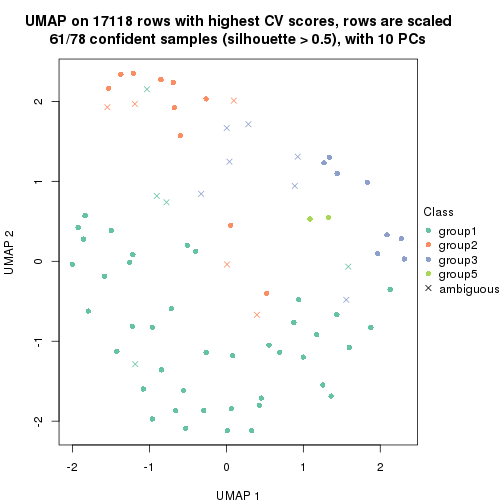 UMAP on 17118 rows with highest CV scores, rows are scaled
61/78 confident samples (silhouette > 0.5), with 10 PCs
UMAP 2
2
1
0
-1
-2
-2
-1
0
1
2
UMAP 1
Class
group1
group2
group3
group5
ambiguous